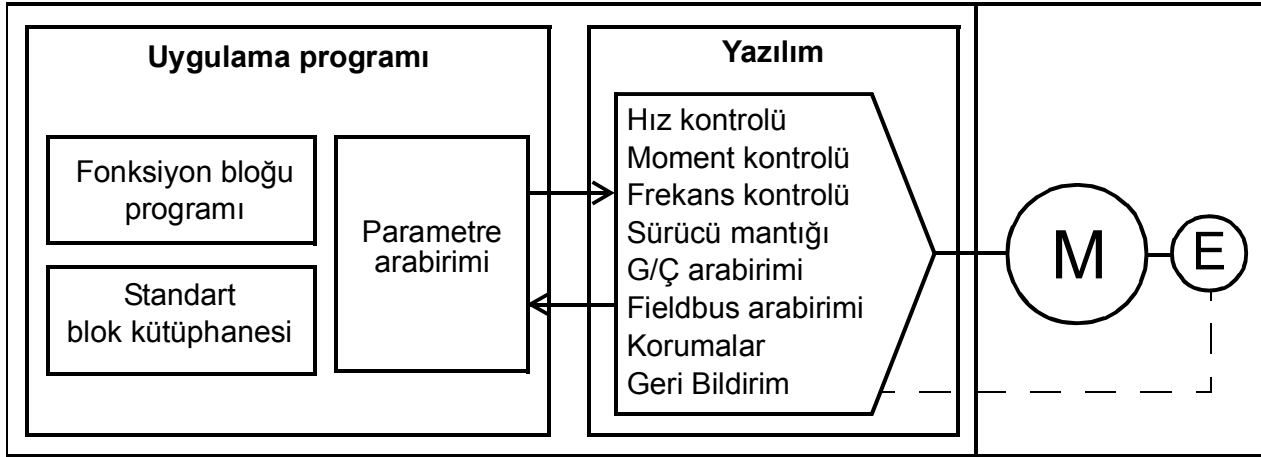 Uygulama programı
Fonksiyon bloğu
programı
Standart
blok kütüphanesi
Parametre
arabirimi
Yazılım
Hız kontrolü
Moment kontrolü
Frekans kontrolü
Sürücü mantığı
G/Ç arabirimi
Fieldbus arabirimi
Korumalar
Geri Bildirim
M
E